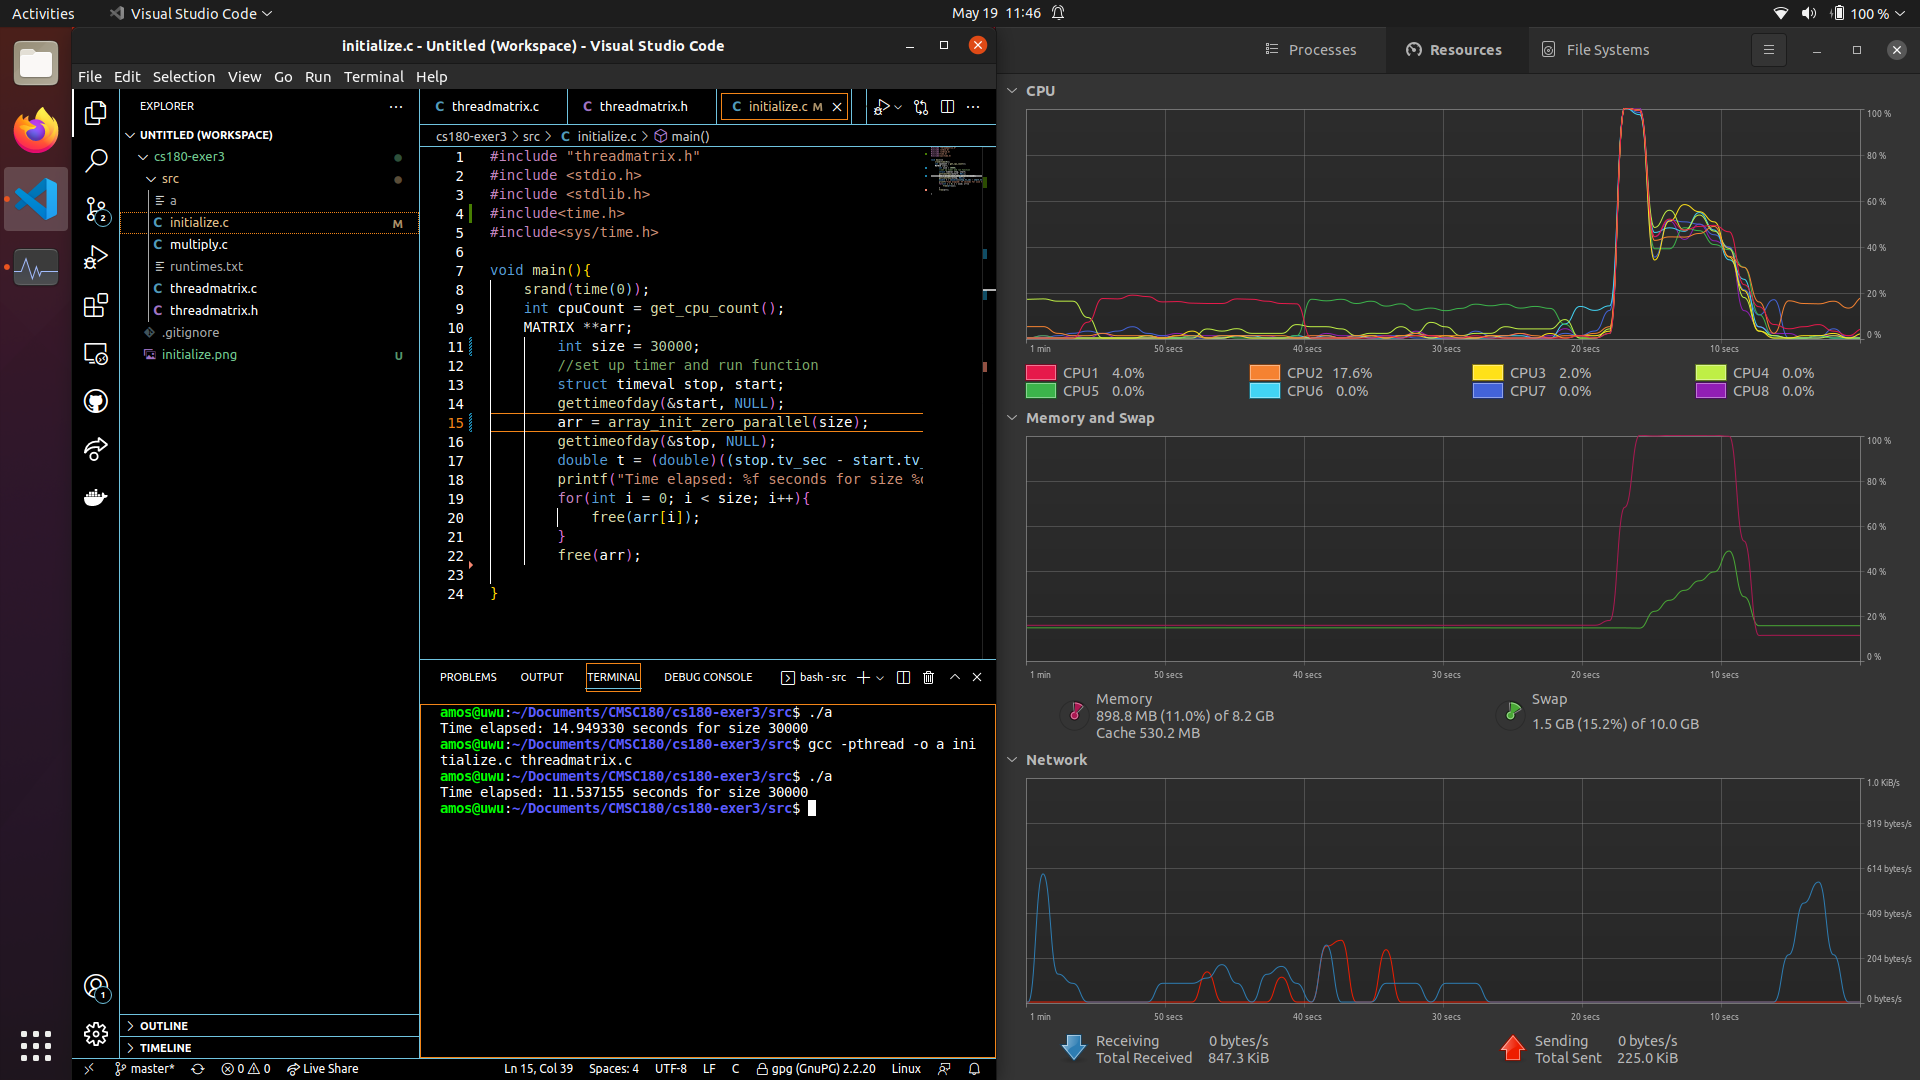 Activities
Visual Studio Code
May 19 11:46
100 %
initialize.c - Untitled (Workspace) - Visual Studio Code
File Edit Selection View Go Run Terminal Help
EXPLORER
UNTITLED (WORKSPACE)
cs180-exer3
src
a
initialize.c M
multiply.c
runtimes.txt
C threadmatrix.c
C threadmatrix.h
.gitignore
initialize.png U
2
1
OUTLINE
TIMELINE
C threadmatrix.c
C threadmatrix.h
C initialize.c M
cs180-exer3 > src > C initialize.c > main()
1 #include "threadmatrix.h"
2 #include <stdio.h>
3 #include <stdlib.h>
4 #include<time.h>
5 #include<sys/time.h>
6
7 void main(){
8 srand(time(0));
9 int cpuCount = get_cpu_count();
10 MATRIX **arr;
11 int size = 30000;
12 //set up timer and run function
13 struct timeval stop, start;
14 gettimeofday(&start, NULL);
15 arr = array_init_zero_parallel(size);
16 gettimeofday(&stop, NULL);
17 double t = (double)((stop.tv_sec - start.tv_
18 printf("Time elapsed: %f seconds for size %
19 for(int i = 0; i < size; i++){
20 free(arr[i]);
21 }
22 free(arr);
23
24 }
PROBLEMS OUTPUT TERMINAL DEBUG CONSOLE
bash - src
amos@uwu:~/Documents/CMSC180/cs180-exer3/src$ ./a
Time elapsed: 14.949330 seconds for size 30000
amos@uwu:~/Documents/CMSC180/cs180-exer3/src$ gcc -pthread -o a ini
tialize.c threadmatrix.c
amos@uwu:~/Documents/CMSC180/cs180-exer3/src$ ./a
Time elapsed: 11.537155 seconds for size 30000
amos@uwu:~/Documents/CMSC180/cs180-exer3/src$
master* 0 0 Live Share
Ln 15, Col 39 Spaces: 4 UTF-8 LF C gpg (GnuPG) 2.2.20 Linux
Processes Resources File Systems
CPU
100 %
80 %
60 %
40 %
20 %
0 %
1 min 50 secs 40 secs 30 secs 20 secs 10 secs
CPU1 4.0% CPU2 17.6% CPU3 2.0% CPU4 0.0%
CPU5 0.0% CPU6 0.0% CPU7 0.0% CPU8 0.0%
Memory and Swap
100 %
80 %
60 %
40 %
20 %
0 %
1 min 50 secs 40 secs 30 secs 20 secs 10 secs
Memory
898.8 MB (11.0%) of 8.2 GB
Cache 530.2 MB
Swap
1.5 GB (15.2%) of 10.0 GB
Network
1.0 KiB/s
819 bytes/s
614 bytes/s
409 bytes/s
204 bytes/s
0 bytes/s
1 min 50 secs 40 secs 30 secs 20 secs 10 secs
Receiving 0 bytes/s
Total Received 847.3 KiB
Sending 0 bytes/s
Total Sent 225.0 KiB